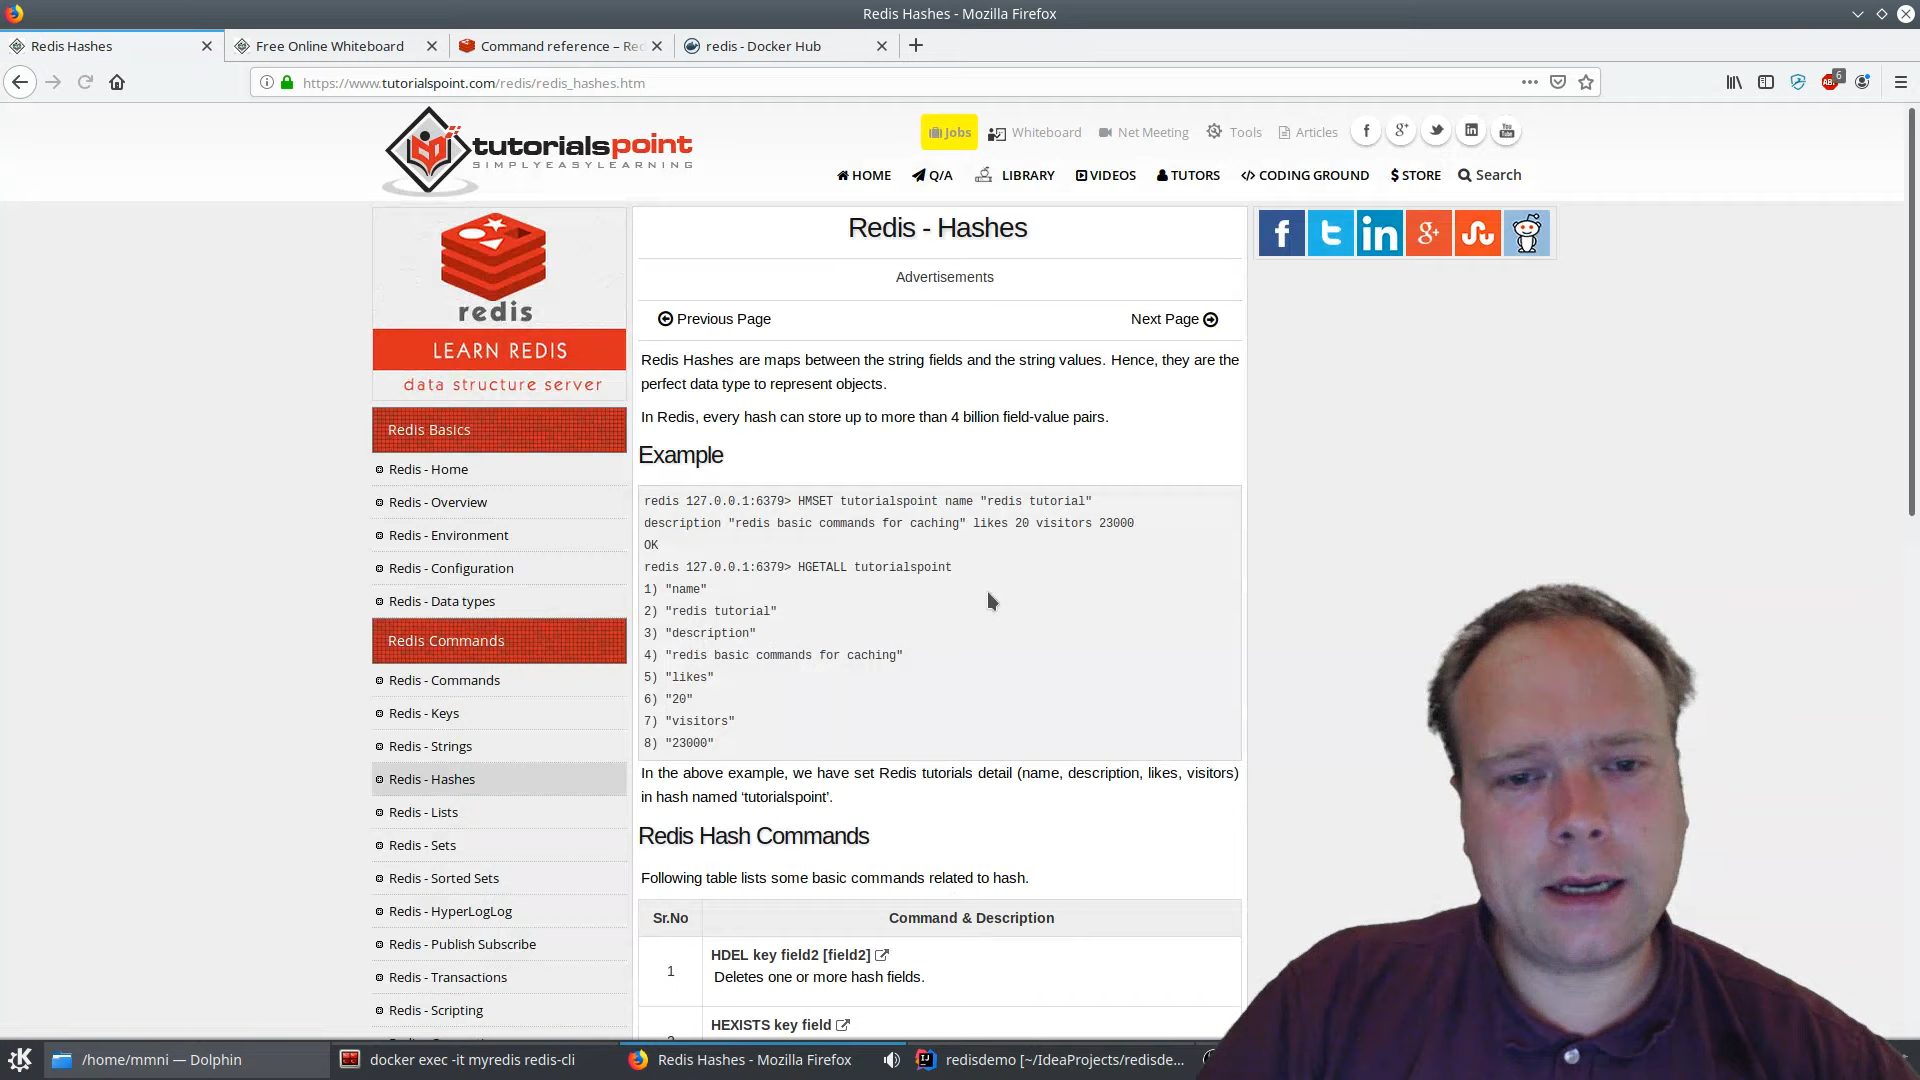 Redis Hashes - Mozilla Firefox
Redis Hashes
Free Online Whiteboard
Command reference – Red
redis - Docker Hub
https://www.tutorialspoint.com/redis/redis_hashes.htm
ABP
6
tutorialspoint
SIMPLYEASYLEARNING
Jobs
Whiteboard
Net Meeting
Tools
Articles
HOME
Q/A
LIBRARY
VIDEOS
TUTORS
CODING GROUND
STORE
Search
redis
LEARN REDIS
data structure server
Redis Basics
Redis - Home
Redis - Overview
Redis - Environment
Redis - Configuration
Redis - Data types
Redis Commands
Redis - Commands
Redis - Keys
Redis - Strings
Redis - Hashes
Redis - Lists
Redis - Sets
Redis - Sorted Sets
Redis - HyperLogLog
Redis - Publish Subscribe
Redis - Transactions
Redis - Scripting
Redis - Hashes
Advertisements
Previous Page
Next Page
Redis Hashes are maps between the string fields and the string values. Hence, they are the
perfect data type to represent objects.
In Redis, every hash can store up to more than 4 billion field-value pairs.
Example
redis 127.0.0.1:6379> HMSET tutorialspoint name "redis tutorial"
description "redis basic commands for caching" likes 20 visitors 23000
OK
redis 127.0.0.1:6379> HGETALL tutorialspoint
1) "name"
2) "redis tutorial"
3) "description"
4) "redis basic commands for caching"
5) "likes"
6) "20"
7) "visitors"
8) "23000"
In the above example, we have set Redis tutorials detail (name, description, likes, visitors)
in hash named ‘tutorialspoint’.
Redis Hash Commands
Following table lists some basic commands related to hash.
Sr.No
Command & Description
1
HDEL key field2 [field2]
Deletes one or more hash fields.
HEXISTS key field
/home/mmni — Dolphin
docker exec -it myredis redis-cli
Redis Hashes - Mozilla Firefox
redisdemo [~/IdeaProjects/redisde...